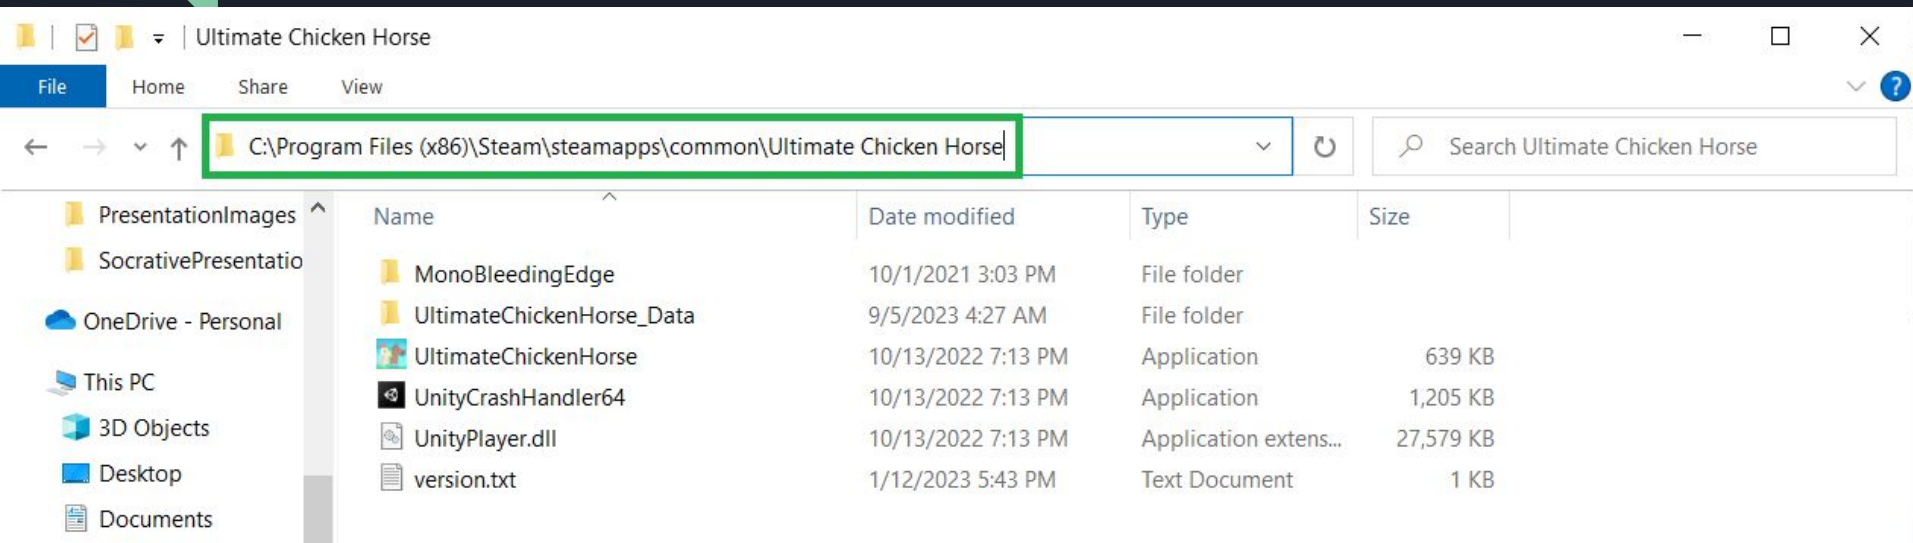 Ultimate Chicken Horse
File Home Share View
?
C:\Program Files (x86)\Steam\steamapps\common\Ultimate Chicken Horse
Search Ultimate Chicken Horse
PresentationImages
SocrativePresentatio
OneDrive - Personal
This PC
3D Objects
Desktop
Documents
Name Date modified Type Size
MonoBleedingEdge 10/1/2021 3:03 PM File folder
UltimateChickenHorse_Data 9/5/2023 4:27 AM File folder
UltimateChickenHorse 10/13/2022 7:13 PM Application 639 KB
UnityCrashHandler64 10/13/2022 7:13 PM Application 1,205 KB
UnityPlayer.dll 10/13/2022 7:13 PM Application extens... 27,579 KB
version.txt 1/12/2023 5:43 PM Text Document 1 KB